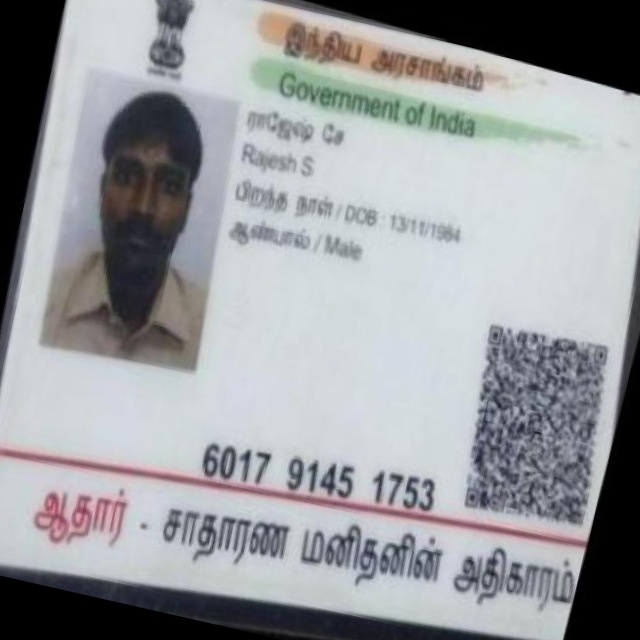 இந்திய அரசாங்கம்
Government of India
ராஜேஷ் சே
Rajesh S
பிறந்த நாள் / DOB : 13/11/1984
ஆண்பால் / Male
6017 9145 1753
ஆதார் - சாதாரண மனிதனின் அதிகாரம்